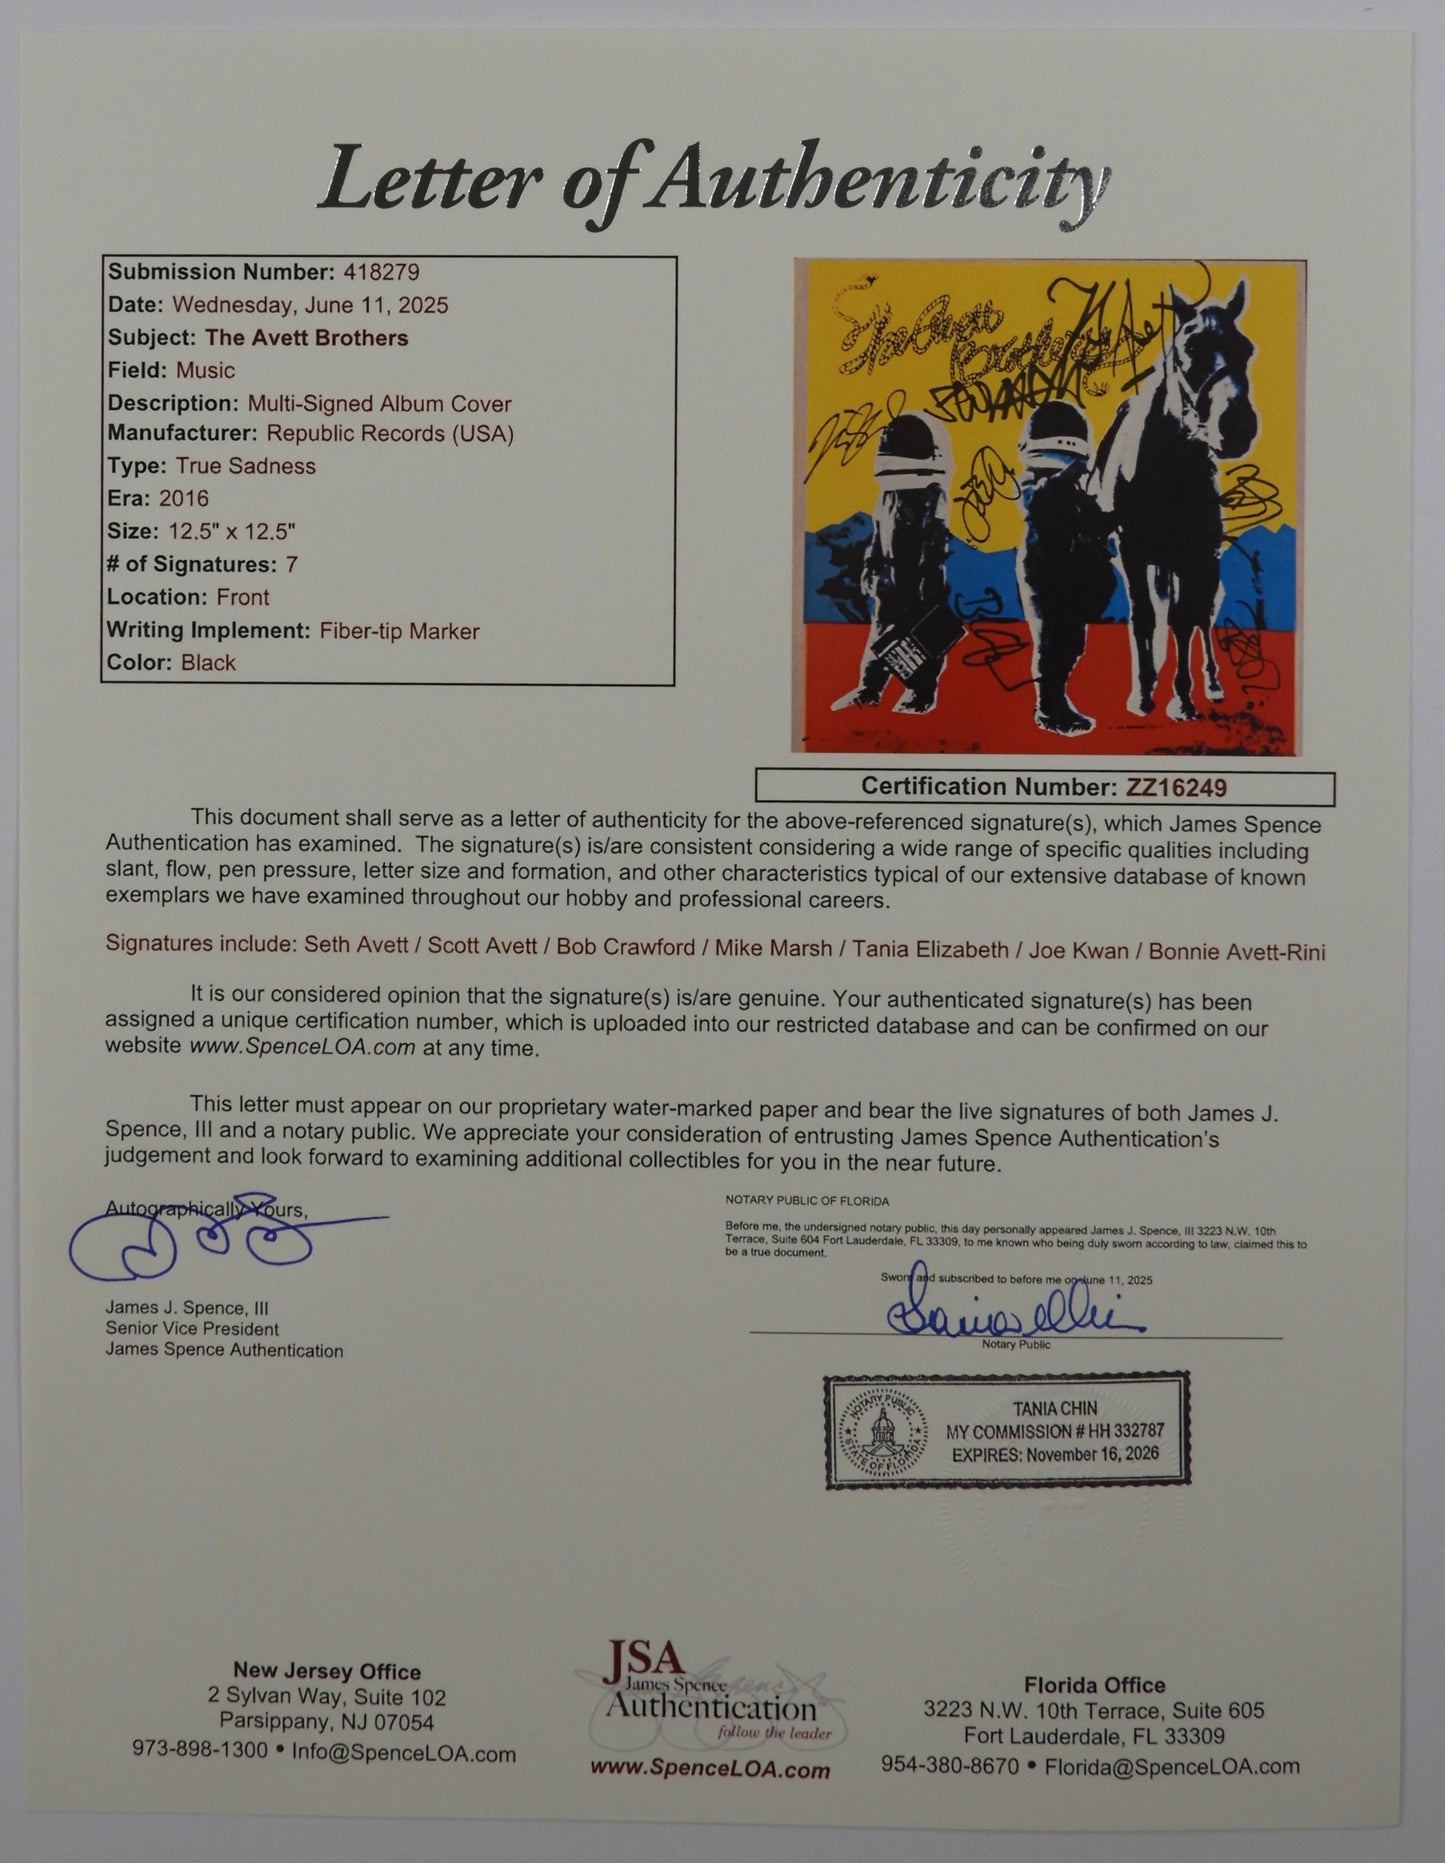 Letter of Authenticity
Submission Number: 418279
Date: Wednesday, June 11, 2025
Subject: The Avett Brothers
Field: Music
Description: Multi-Signed Album Cover
Manufacturer: Republic Records (USA)
Type: True Sadness
Era: 2016
Size: 12.5" x 12.5"
# of Signatures: 7
Location: Front
Writing Implement: Fiber-tip Marker
Color: Black
The Avett
Brothers
Certification Number: ZZ16249
This document shall serve as a letter of authenticity for the above-referenced signature(s), which James Spence
Authentication has examined. The signature(s) is/are consistent considering a wide range of specific qualities including
slant, flow, pen pressure, letter size and formation, and other characteristics typical of our extensive database of known
exemplars we have examined throughout our hobby and professional careers.
Signatures include: Seth Avett / Scott Avett / Bob Crawford / Mike Marsh / Tania Elizabeth / Joe Kwan / Bonnie Avett-Rini
It is our considered opinion that the signature(s) is/are genuine. Your authenticated signature(s) has been
assigned a unique certification number, which is uploaded into our restricted database and can be confirmed on our
website www.SpenceLOA.com at any time.
This letter must appear on our proprietary water-marked paper and bear the live signatures of both James J.
Spence, III and a notary public. We appreciate your consideration of entrusting James Spence Authentication's
judgement and look forward to examining additional collectibles for you in the near future.
Autographically Yours,
James J. Spence, III
Senior Vice President
James Spence Authentication
NOTARY PUBLIC OF FLORIDA
Before me, the undersigned notary public, this day personally appeared James J. Spence, III 3223 N.W. 10th
Terrace, Suite 604 Fort Lauderdale, FL 33309, to me known who being duly sworn according to law, claimed this to
be a true document.
Sworn and subscribed to before me on June 11, 2025
Notary Public
NOTARY PUBLIC
STATE OF FLORIDA
TANIA CHIN
MY COMMISSION # HH 332787
EXPIRES: November 16, 2026
New Jersey Office
2 Sylvan Way, Suite 102
Parsippany, NJ 07054
973-898-1300 • Info@SpenceLOA.com
JSA
James Spence
Authentication
follow the leader
www.SpenceLOA.com
Florida Office
3223 N.W. 10th Terrace, Suite 605
Fort Lauderdale, FL 33309
954-380-8670 • Florida@SpenceLOA.com